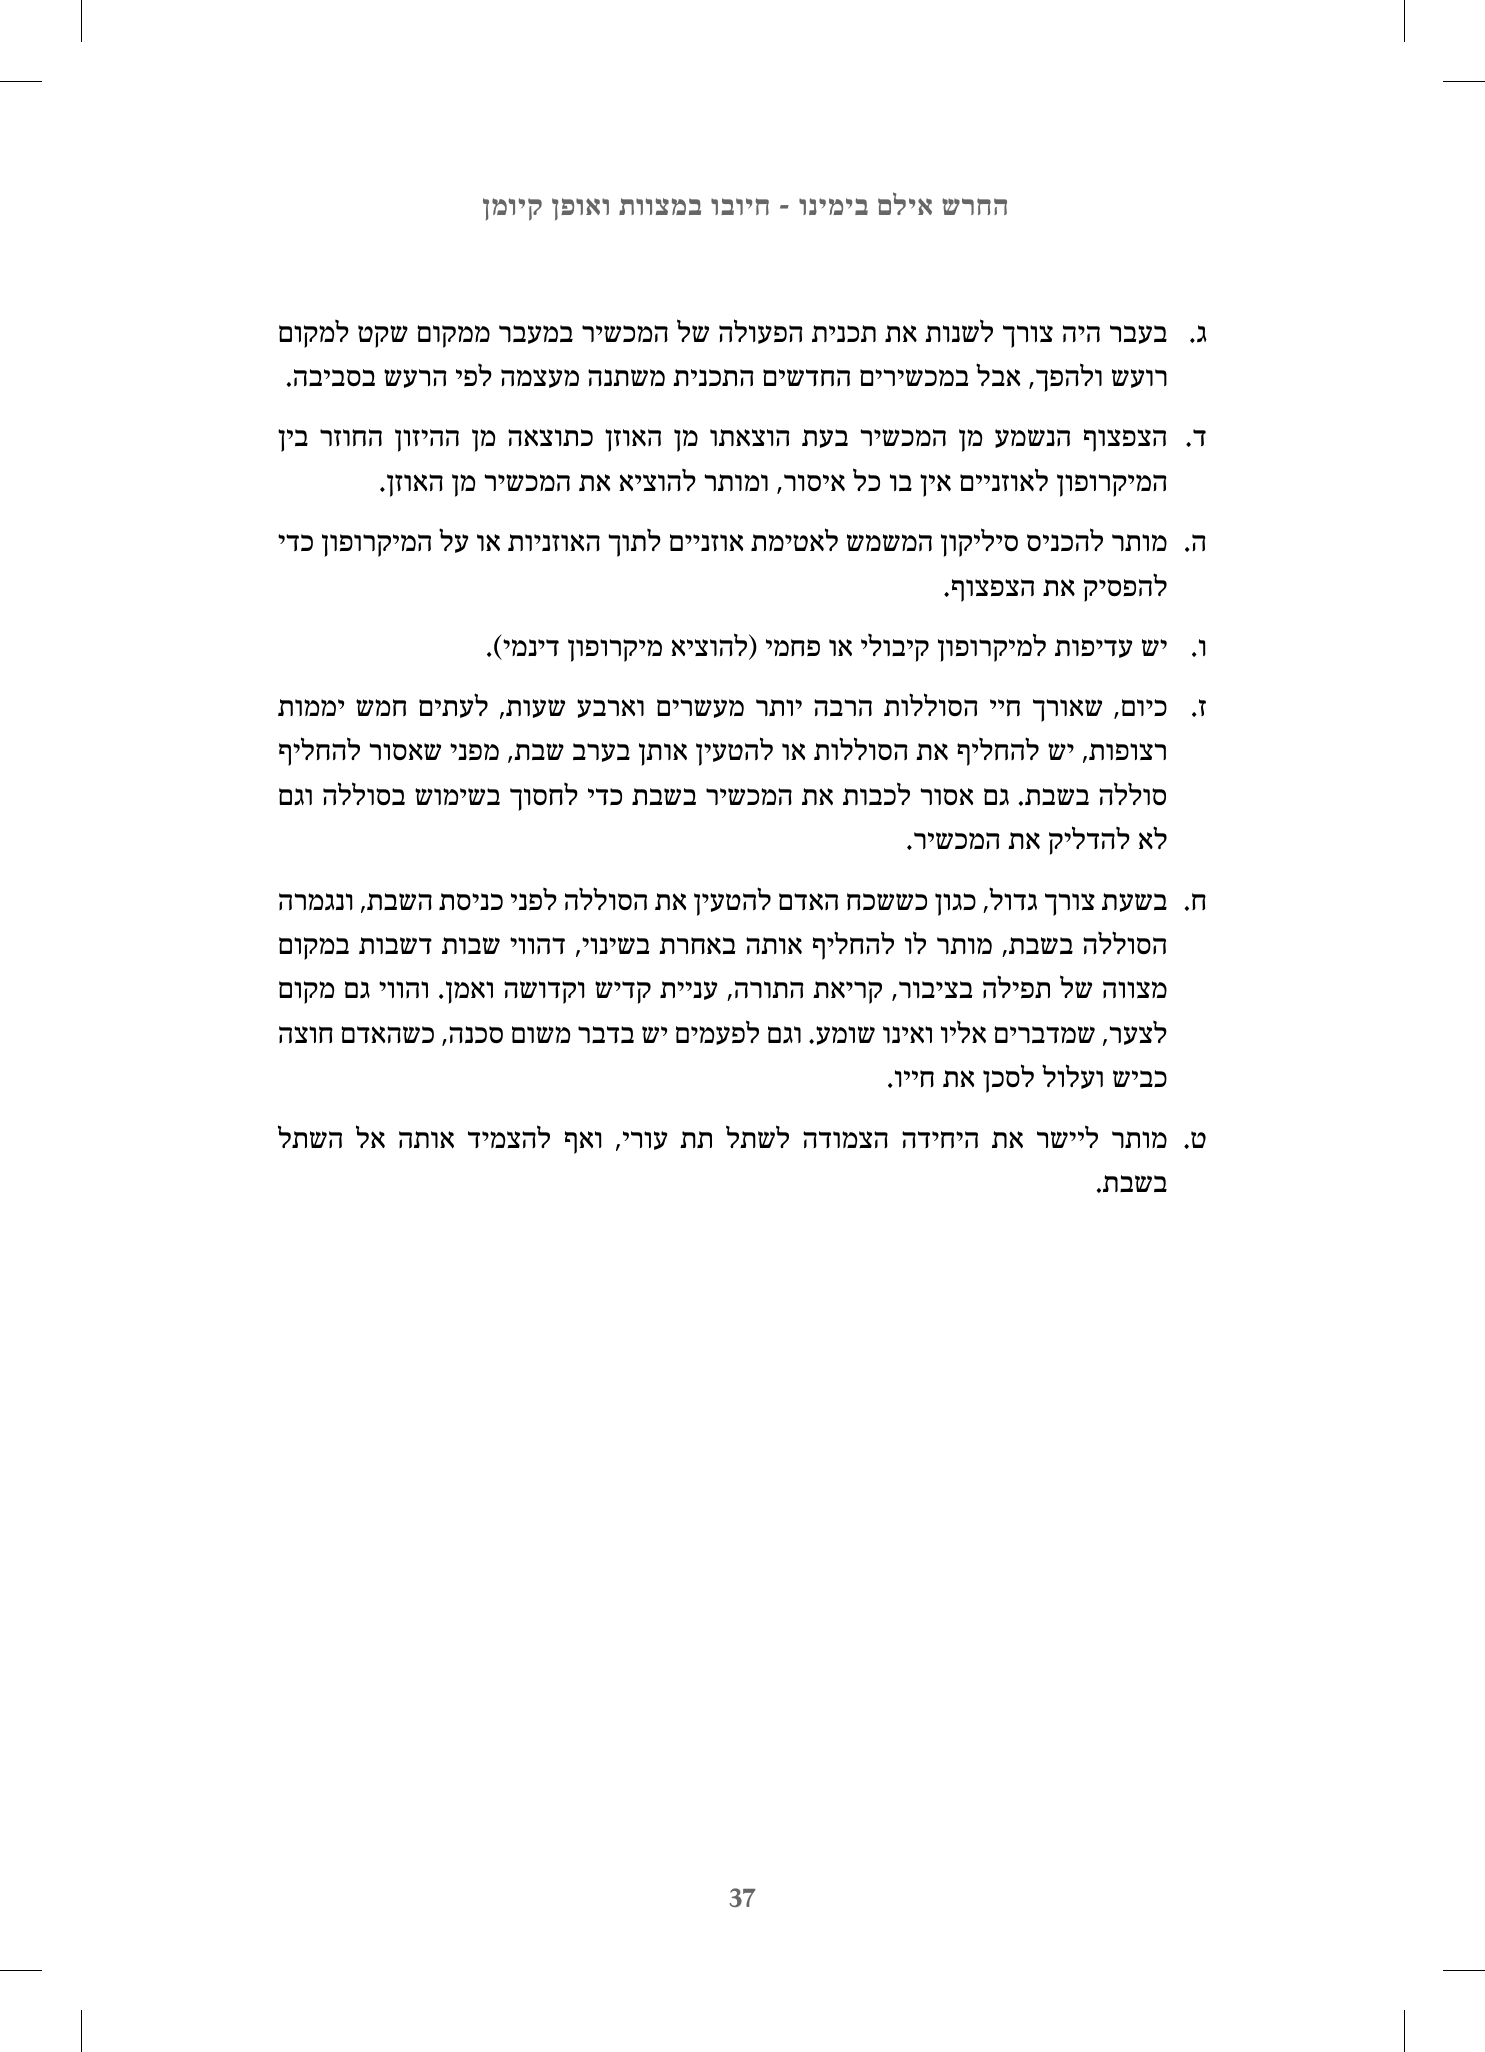 החרש אילם בימינו - חיובו במצוות ואופן קיומן
ג. בעבר היה צורך לשנות את תכנית הפעולה של המכשיר במעבר ממקום שקט למקום
רועש ולהפך, אבל במכשירים החדשים התכנית משתנה מעצמה לפי הרעש בסביבה.
ד. הצפצוף הנשמע מן המכשיר בעת הוצאתו מן האוזן כתוצאה מן ההיזון החוזר בין
המיקרופון לאוזניים אין בו כל איסור, ומותר להוציא את המכשיר מן האוזן.
ה. מותר להכניס סיליקון המשמש לאטימת אוזניים לתוך האוזניות או על המיקרופון כדי
להפסיק את הצפצוף.
ו. יש עדיפות למיקרופון קיבולי או פחמי (להוציא מיקרופון דינמי).
ז. כיום, שאורך חיי הסוללות הרבה יותר מעשרים וארבע שעות, לעתים חמש יממות
רצופות, יש להחליף את הסוללות או להטעין אותן בערב שבת, מפני שאסור להחליף
סוללה בשבת. גם אסור לכבות את המכשיר בשבת כדי לחסוך בשימוש בסוללה וגם
לא להדליק את המכשיר.
ח. בשעת צורך גדול, כגון כששכח האדם להטעין את הסוללה לפני כניסת השבת, ונגמרה
הסוללה בשבת, מותר לו להחליף אותה באחרת בשינוי, דהווי שבות דשבות במקום
מצווה של תפילה בציבור, קריאת התורה, עניית קדיש וקדושה ואמן. והווי גם מקום
לצער, שמדברים אליו ואינו שומע. וגם לפעמים יש בדבר משום סכנה, כשהאדם חוצה
כביש ועלול לסכן את חייו.
ט. מותר ליישר את היחידה הצמודה לשתל תת עורי, ואף להצמיד אותה אל השתל
בשבת.
37